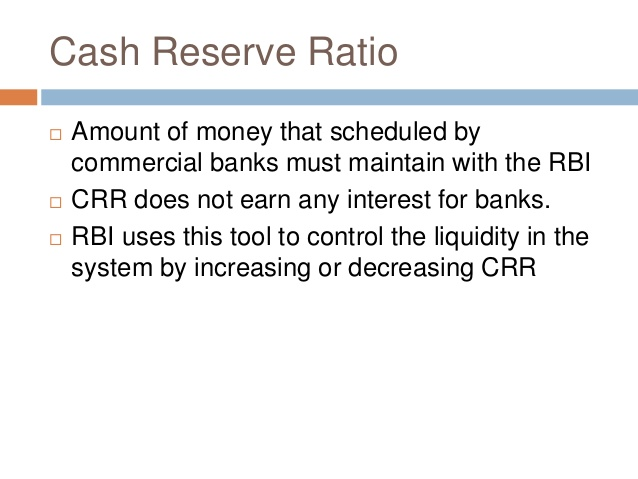 Cash Reserve Ratio
Amount of money that scheduled by
commercial banks must maintain with the RBI
CRR does not earn any interest for banks.
RBI uses this tool to control the liquidity in the
system by increasing or decreasing CRR